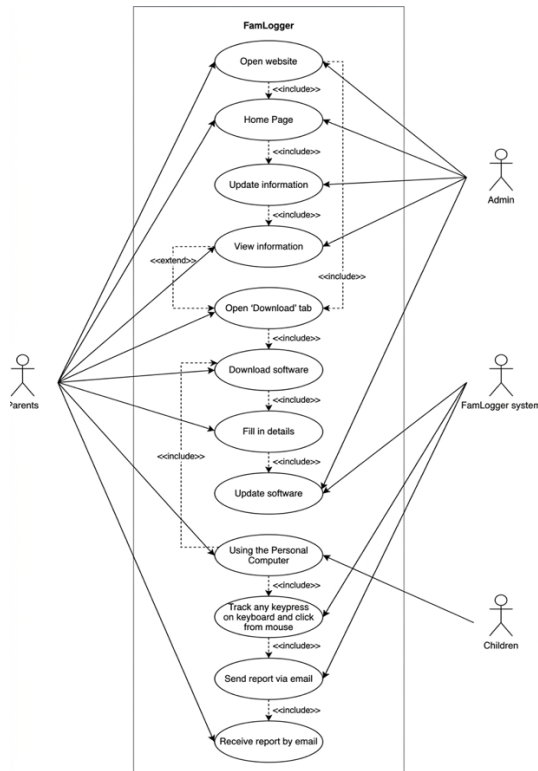 FamLogger
Open website
<<include>>
Home Page
<<include>>
Update information
<<include>>
Admin
View information
<<extend>>
<<include>>
Open 'Download' tab
<<include>>
Download software
Parents
FamLogger system
<<include>>
Fill in details
<<include>>
<<include>>
Update software
Using the Personal
Computer
<<include>>
Track any keypress
on keyboard and click
from mouse
Children
<<include>>
Send report via email
<<include>>
Receive report by email